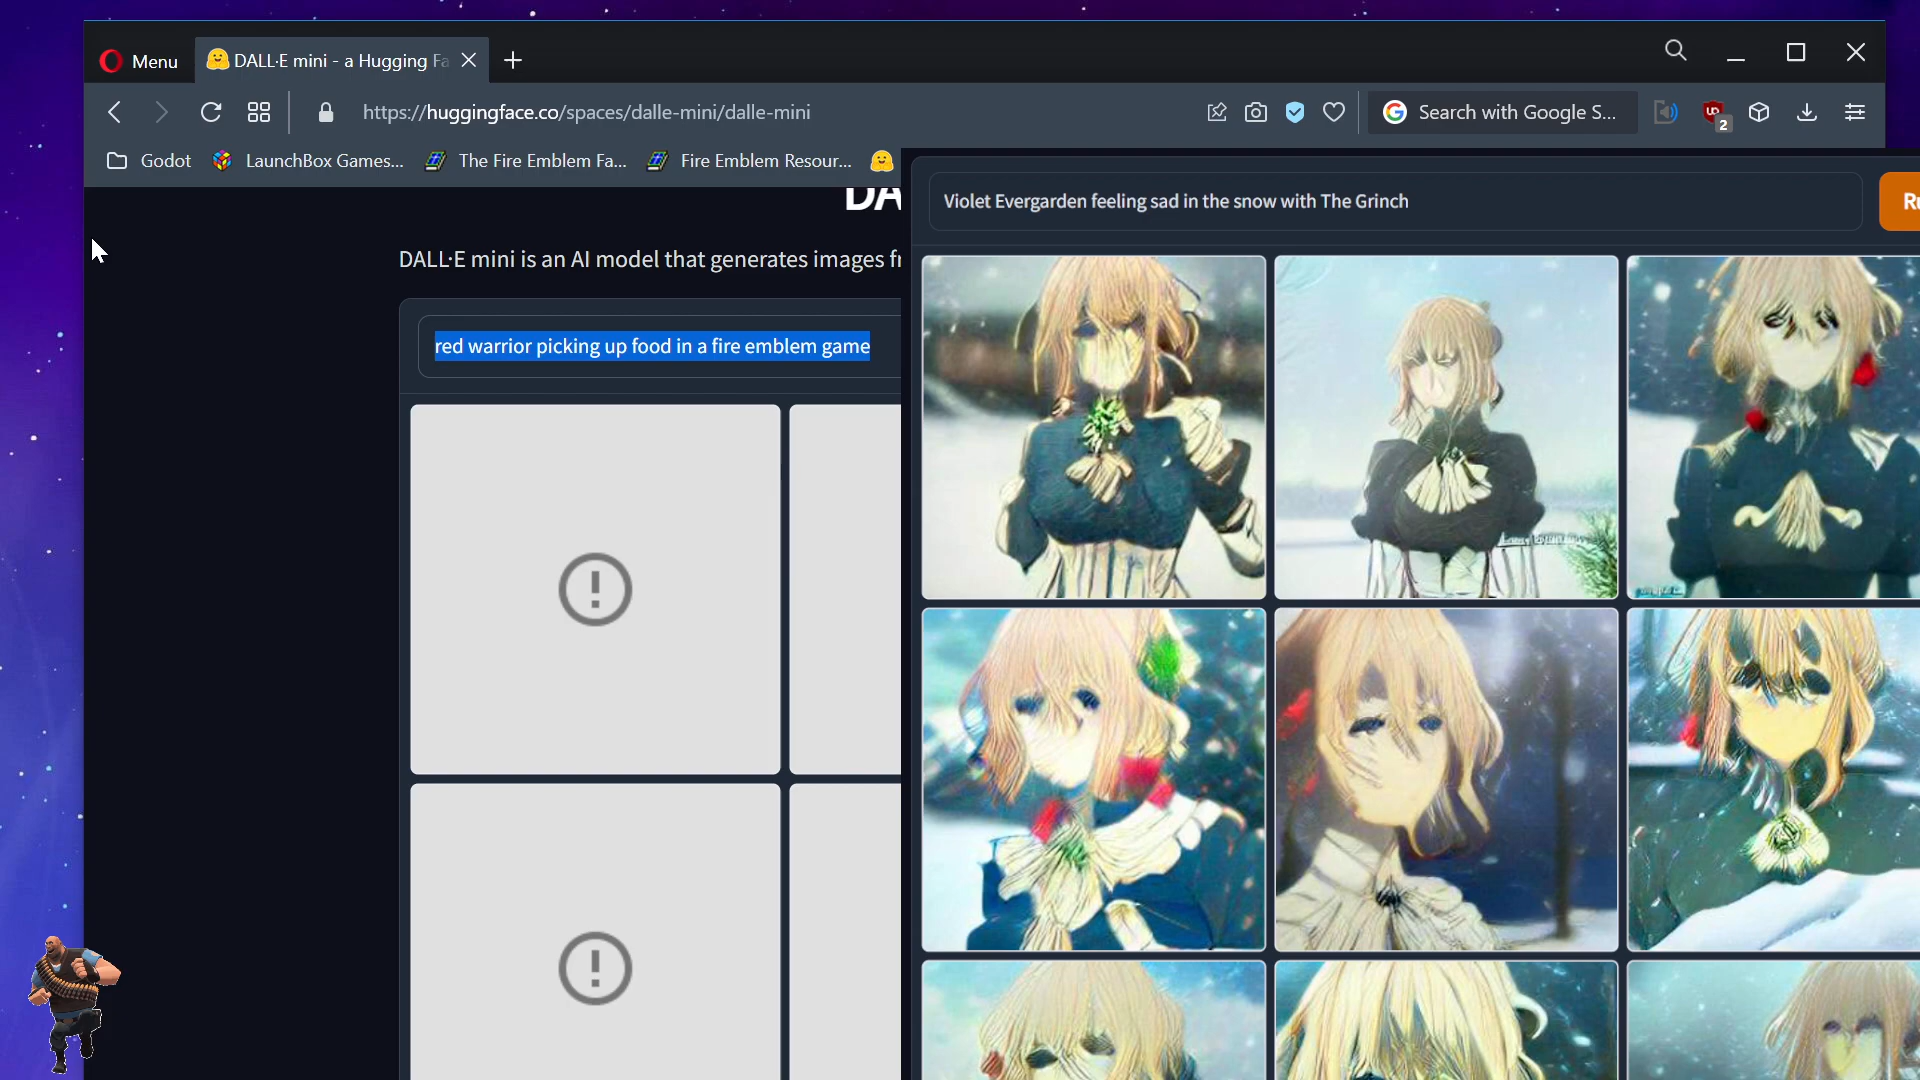 Menu
DALL·E mini - a Hugging Fa
https://huggingface.co/spaces/dalle-mini/dalle-mini
Search with Google S...
2
Godot
LaunchBox Games...
The Fire Emblem Fa...
Fire Emblem Resour...
DA
DALL·E mini is an AI model that generates images fr
red warrior picking up food in a fire emblem game
Violet Evergarden feeling sad in the snow with The Grinch
Ru